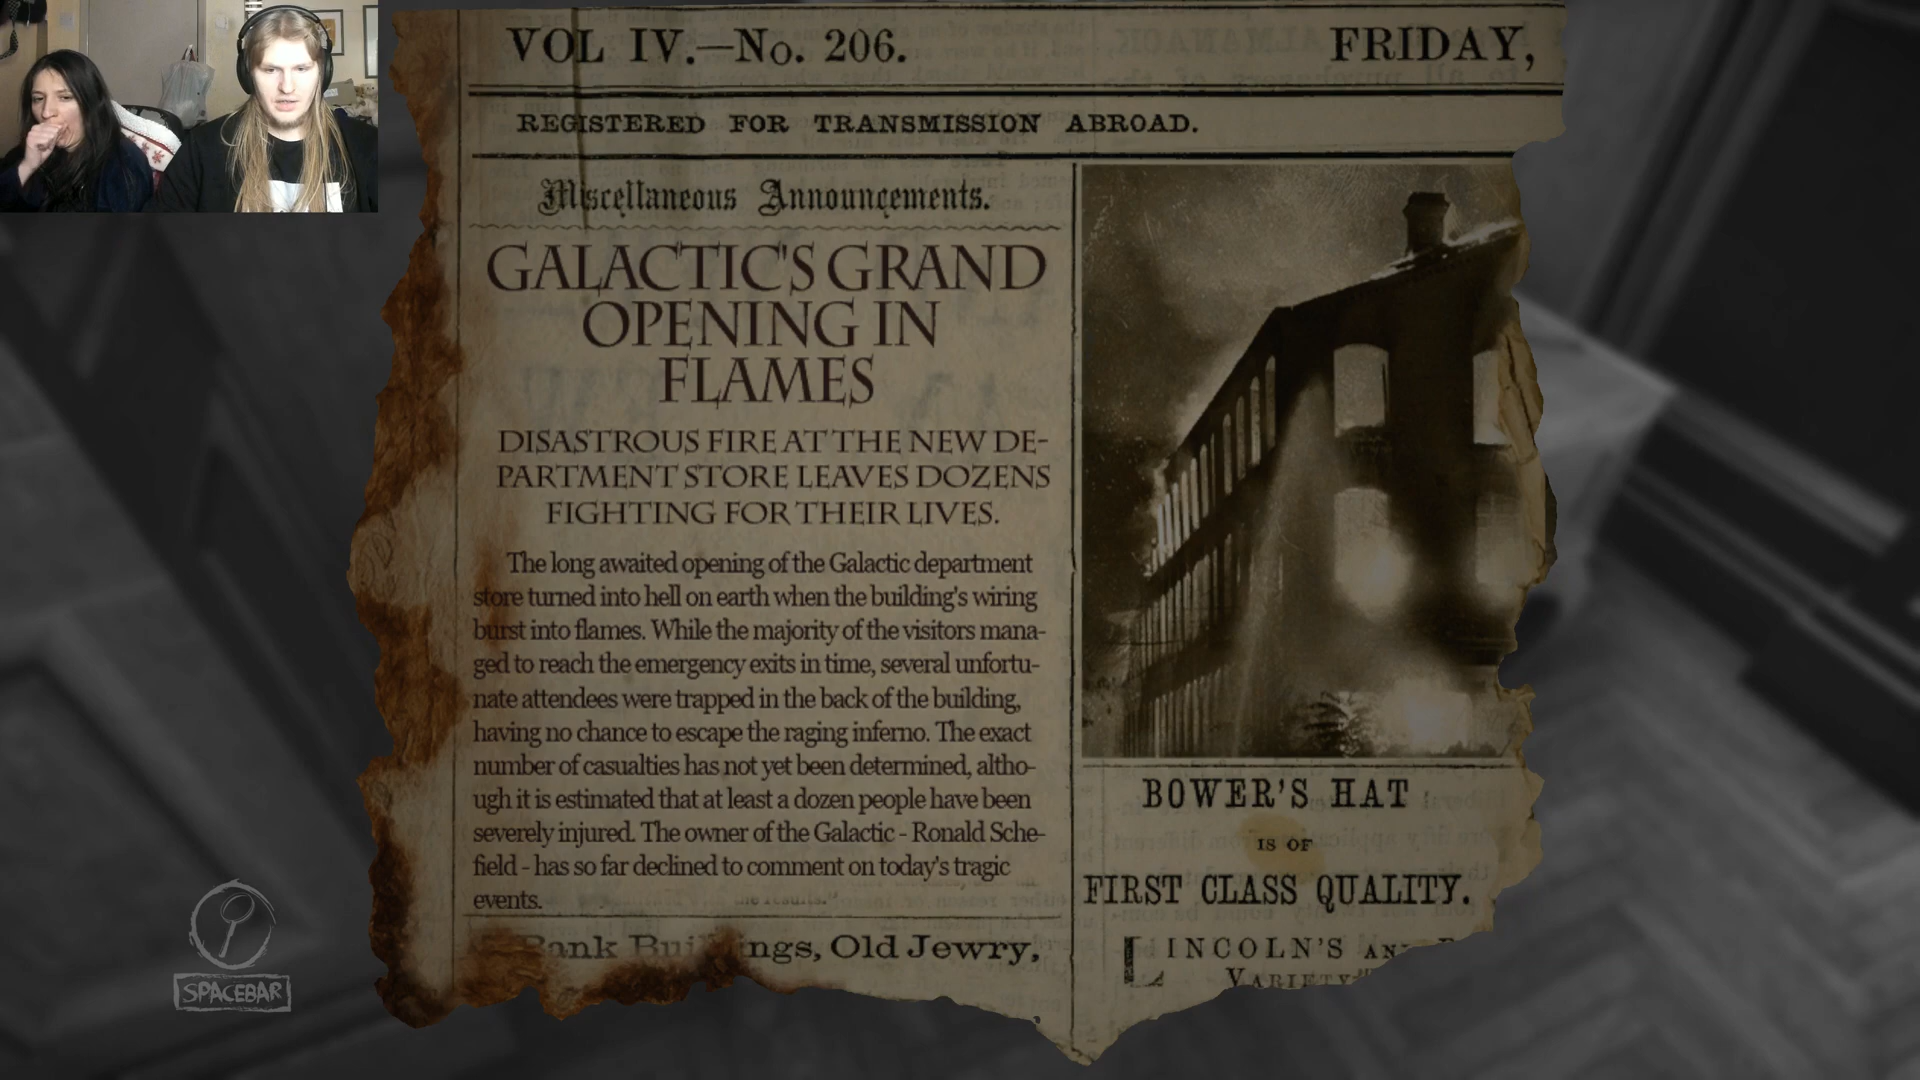 VOL IV.—No. 206.
FRIDAY,
REGISTERED FOR TRANSMISSION ABROAD.
Miscellaneous Announcements.
GALACTIC'S GRAND
OPENING IN
FLAMES
DISASTROUS FIRE AT THE NEW DE-
PARTMENT STORE LEAVES DOZENS
FIGHTING FOR THEIR LIVES.
The long awaited opening of the Galactic department
store turned into hell on earth when the building's wiring
burst into flames. While the majority of the visitors mana-
ged to reach the emergency exits in time, several unfortu-
nate attendees were trapped in the back of the building,
having no chance to escape the raging inferno. The exact
number of casualties has not yet been determined, altho-
ugh it is estimated that at least a dozen people have been
severely injured. The owner of the Galactic - Ronald Sche-
field - has so far declined to comment on today's tragic
events.
Old Jewry,
BOWER'S HAT
IS OF
FIRST CLASS QUALITY.
LINCOLN'S
VARIETY
SPACEBAR